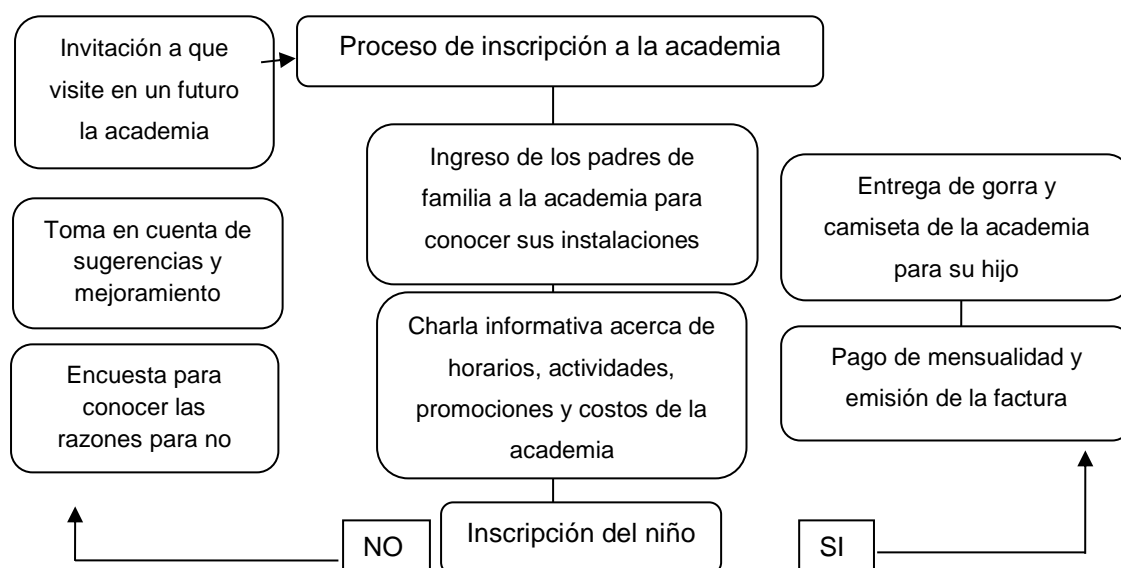 Invitación a que
visite en un futuro
la academia
Proceso de inscripción a la academia
Ingreso de los padres de
familia a la academia para
conocer sus instalaciones
Entrega de gorra y
camiseta de la academia
para su hijo
Toma en cuenta de
sugerencias y
mejoramiento
Charla informativa acerca de
horarios, actividades,
promociones y costos de la
academia
Pago de mensualidad y
emisión de la factura
Encuesta para
conocer las
razones para no
NO
Inscripción del niño
SI